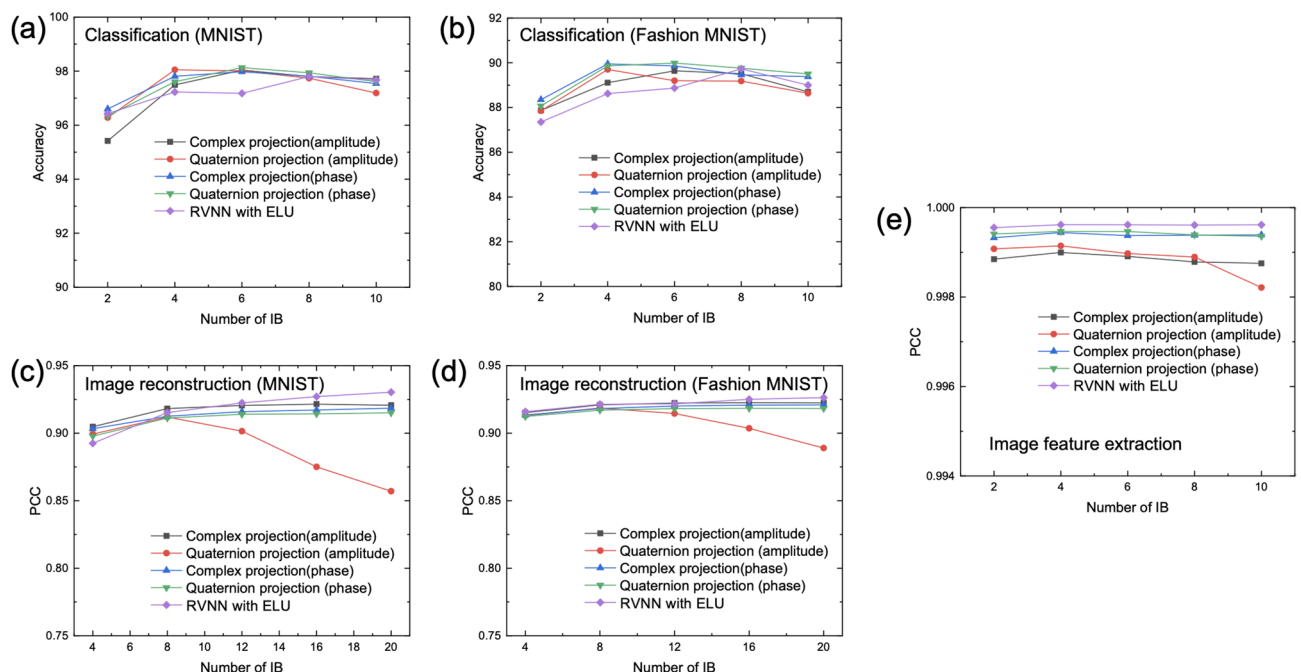 (a)
Classification (MNIST)
100
98
96
94
92
90
Accuracy
Complex projection(amplitude)
Quaternion projection (amplitude)
Complex projection(phase)
Quaternion projection (phase)
RVNN with ELU
2 4 6 8 10
Number of IB
(b)
Classification (Fashion MNIST)
92
90
88
86
84
82
80
Accuracy
Complex projection(amplitude)
Quaternion projection (amplitude)
Complex projection(phase)
Quaternion projection (phase)
RVNN with ELU
2 4 6 8 10
Number of IB
(c)
Image reconstruction (MNIST)
0.95
0.90
0.85
0.80
0.75
PCC
Complex projection(amplitude)
Quaternion projection (amplitude)
Complex projection(phase)
Quaternion projection (phase)
RVNN with ELU
4 6 8 10 12 14 16 18 20
Number of IB
(d)
Image reconstruction (Fashion MNIST)
0.95
0.90
0.85
0.80
0.75
PCC
Complex projection(amplitude)
Quaternion projection (amplitude)
Complex projection(phase)
Quaternion projection (phase)
RVNN with ELU
4 8 12 16 20
Number of IB
(e)
1.000
0.998
0.996
0.994
PCC
Complex projection(amplitude)
Quaternion projection (amplitude)
Complex projection(phase)
Quaternion projection (phase)
RVNN with ELU
Image feature extraction
2 4 6 8 10
Number of IB